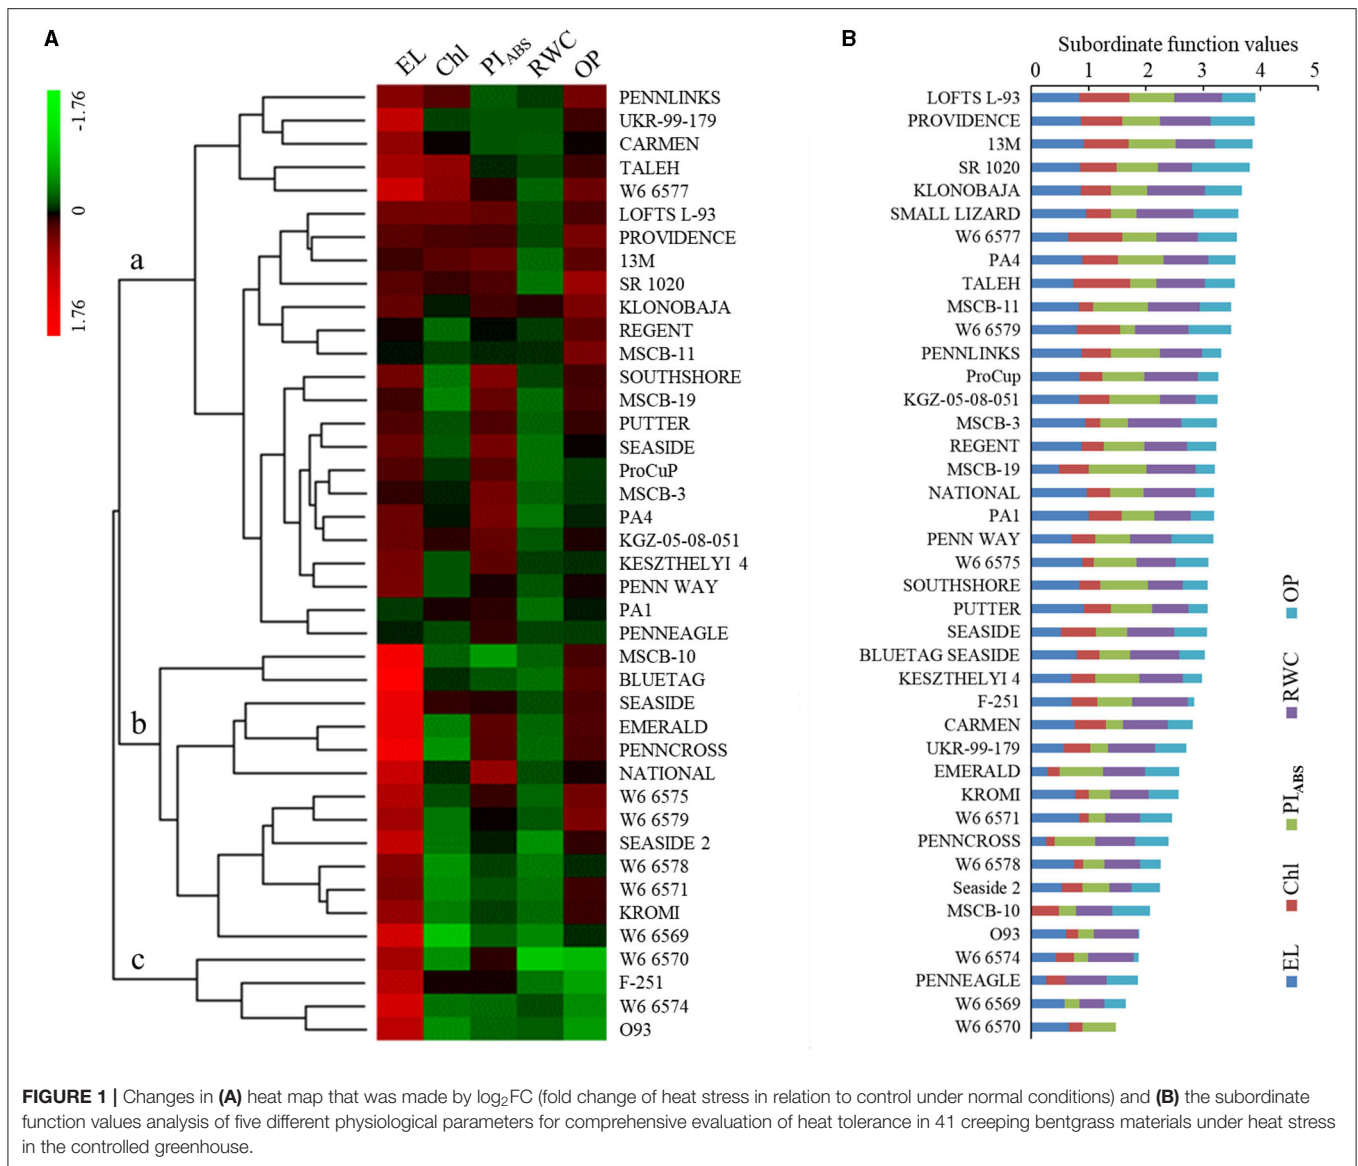 A
EL Chl PIABS RWC OP
-1.76
0
1.76
a
b
c
PENNLINKS
UKR-99-179
CARMEN
TALEH
W6 6577
LOFTS L-93
PROVIDENCE
13M
SR 1020
KLONOBAJA
REGENT
MSCB-11
SOUTHSHORE
MSCB-19
PUTTER
SEASIDE
ProCuP
MSCB-3
PA4
KGZ-05-08-051
KESZTHELYI 4
PENN WAY
PA1
PENNEAGLE
MSCB-10
BLUETAG
SEASIDE
EMERALD
PENNCROSS
NATIONAL
W6 6575
W6 6579
SEASIDE 2
W6 6578
W6 6571
KROMI
W6 6569
W6 6570
F-251
W6 6574
O93
B
Subordinate function values
0 1 2 3 4 5
LOFTS L-93
PROVIDENCE
13M
SR 1020
KLONOBAJA
SMALL LIZARD
W6 6577
PA4
TALEH
MSCB-11
W6 6579
PENNLINKS
ProCup
KGZ-05-08-051
MSCB-3
REGENT
MSCB-19
NATIONAL
PA1
PENN WAY
W6 6575
SOUTHSHORE
PUTTER
SEASIDE
BLUETAG SEASIDE
KESZTHELYI 4
F-251
CARMEN
UKR-99-179
EMERALD
KROMI
W6 6571
PENNCROSS
W6 6578
Seaside 2
MSCB-10
O93
W6 6574
PENNEAGLE
W6 6569
W6 6570
OP
RWC
PIABS
Chl
EL
FIGURE 1 | Changes in (A) heat map that was made by log2FC (fold change of heat stress in relation to control under normal conditions) and (B) the subordinate
function values analysis of five different physiological parameters for comprehensive evaluation of heat tolerance in 41 creeping bentgrass materials under heat stress
in the controlled greenhouse.